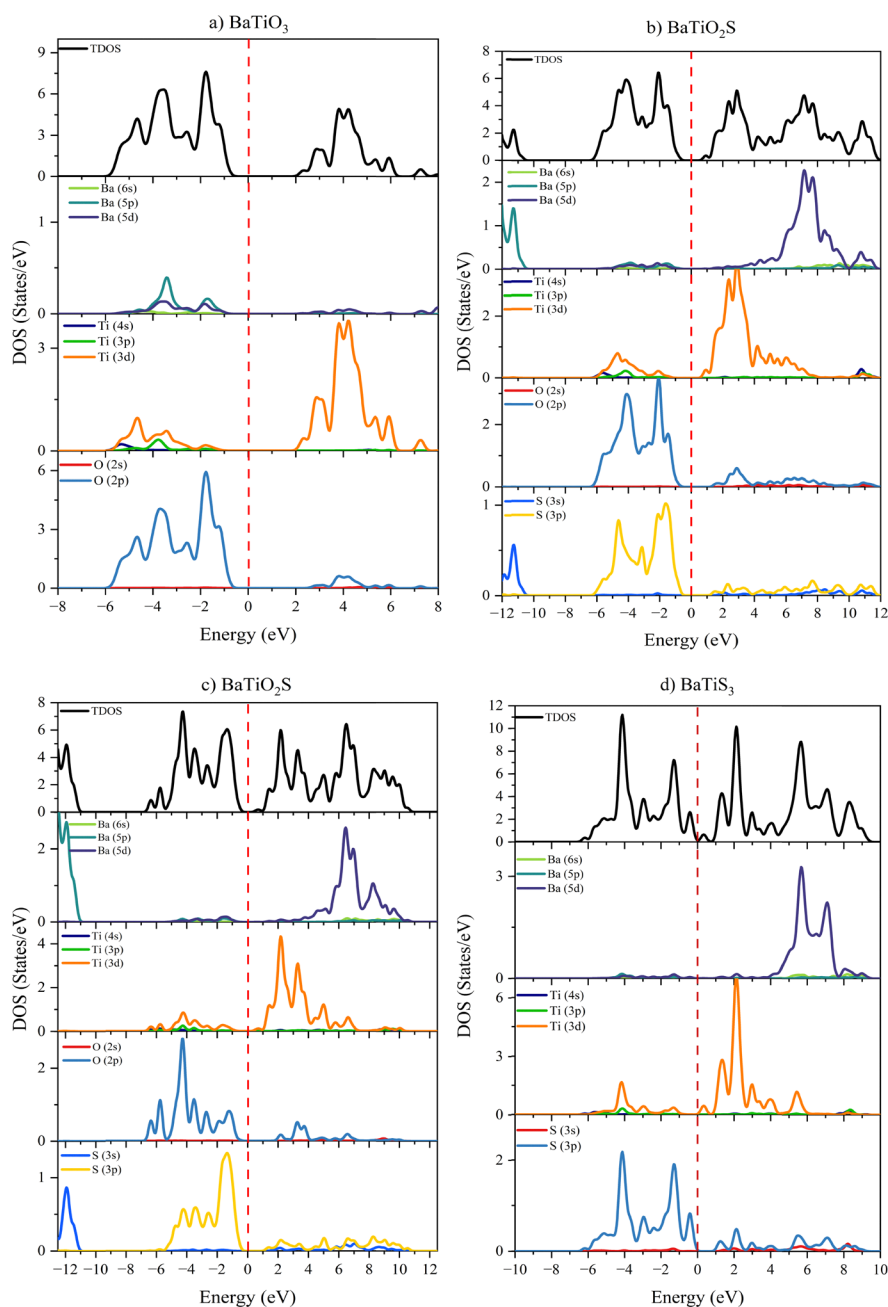 a) BaTiO3
TDOS
9
6
3
0
Ba (6s)
Ba (5p)
Ba (5d)
1
0
Ti (4s)
Ti (3p)
Ti (3d)
3
0
O (2s)
O (2p)
6
3
0
−8 −6 −4 −2 0 2 4 6 8
Energy (eV)
DOS (States/eV)
b) BaTiO2S
TDOS
8
6
4
2
0
Ba (6s)
Ba (5p)
Ba (5d)
2
1
0
Ti (4s)
Ti (3p)
Ti (3d)
2
0
O (2s)
O (2p)
2
0
S (3s)
S (3p)
1
0
−12 −10 −8 −6 −4 −2 0 2 4 6 8 10 12
Energy (eV)
DOS (States/eV)
c) BaTiO2S
TDOS
8
6
4
2
0
Ba (6s)
Ba (5p)
Ba (5d)
2
0
Ti (4s)
Ti (3p)
Ti (3d)
4
2
0
O (2s)
O (2p)
2
0
S (3s)
S (3p)
1
0
−12 −10 −8 −6 −4 −2 0 2 4 6 8 10 12
Energy (eV)
DOS (States/eV)
d) BaTiS3
TDOS
12
10
8
6
4
2
0
Ba (6s)
Ba (5p)
Ba (5d)
3
0
Ti (4s)
Ti (3p)
Ti (3d)
3
0
S (3s)
S (3p)
2
0
−10 −8 −6 −4 −2 0 2 4 6 8 10
Energy (eV)
DOS (States/eV)